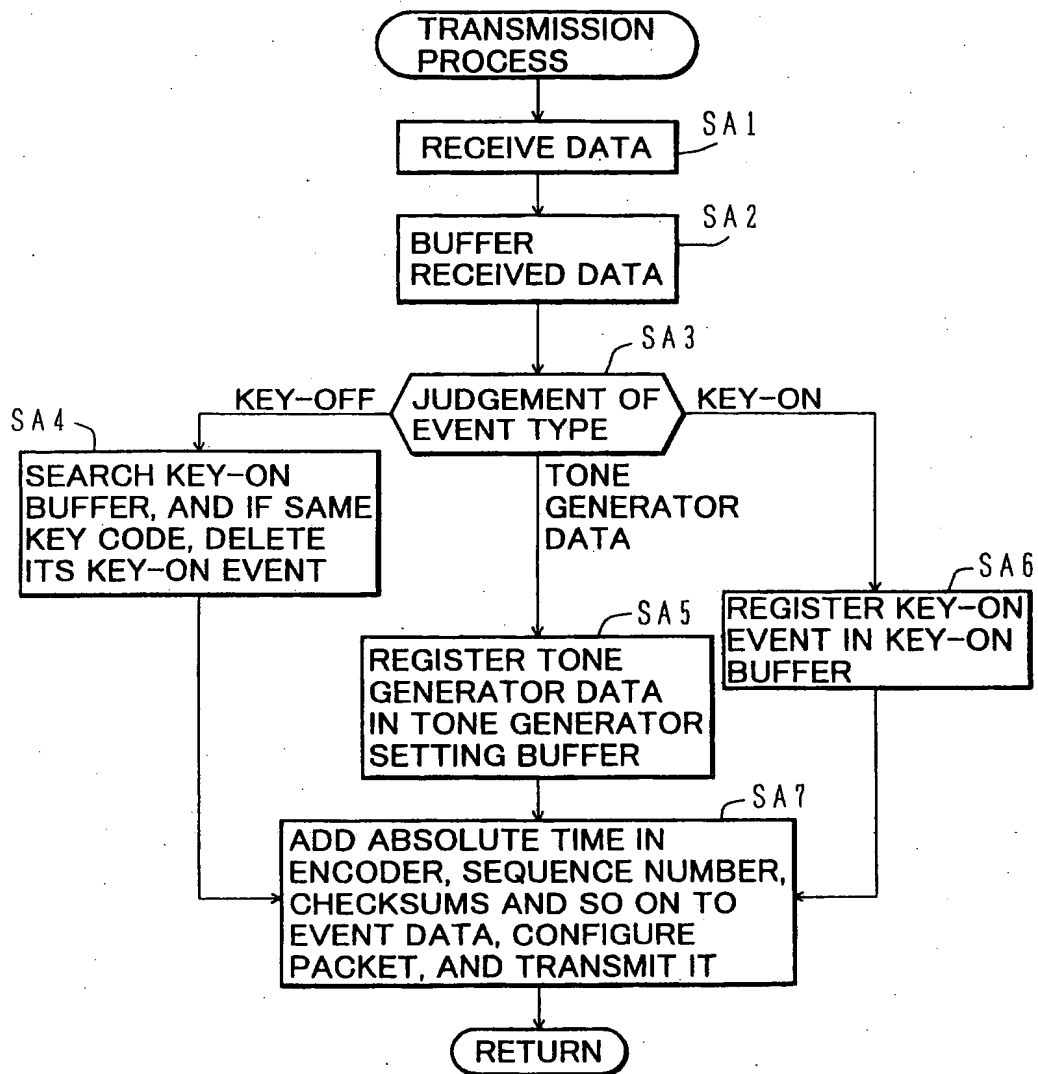 TRANSMISSION
PROCESS
RECEIVE DATA
SA1
BUFFER
RECEIVED DATA
SA2
JUDGEMENT OF
EVENT TYPE
SA3
KEY-OFF
KEY-ON
TONE
GENERATOR
DATA
SA4
SEARCH KEY-ON
BUFFER, AND IF SAME
KEY CODE, DELETE
ITS KEY-ON EVENT
SA5
REGISTER TONE
GENERATOR DATA
IN TONE GENERATOR
SETTING BUFFER
SA6
REGISTER KEY-ON
EVENT IN KEY-ON
BUFFER
SA7
ADD ABSOLUTE TIME IN
ENCODER, SEQUENCE NUMBER,
CHECKSUMS AND SO ON TO
EVENT DATA, CONFIGURE
PACKET, AND TRANSMIT IT
RETURN